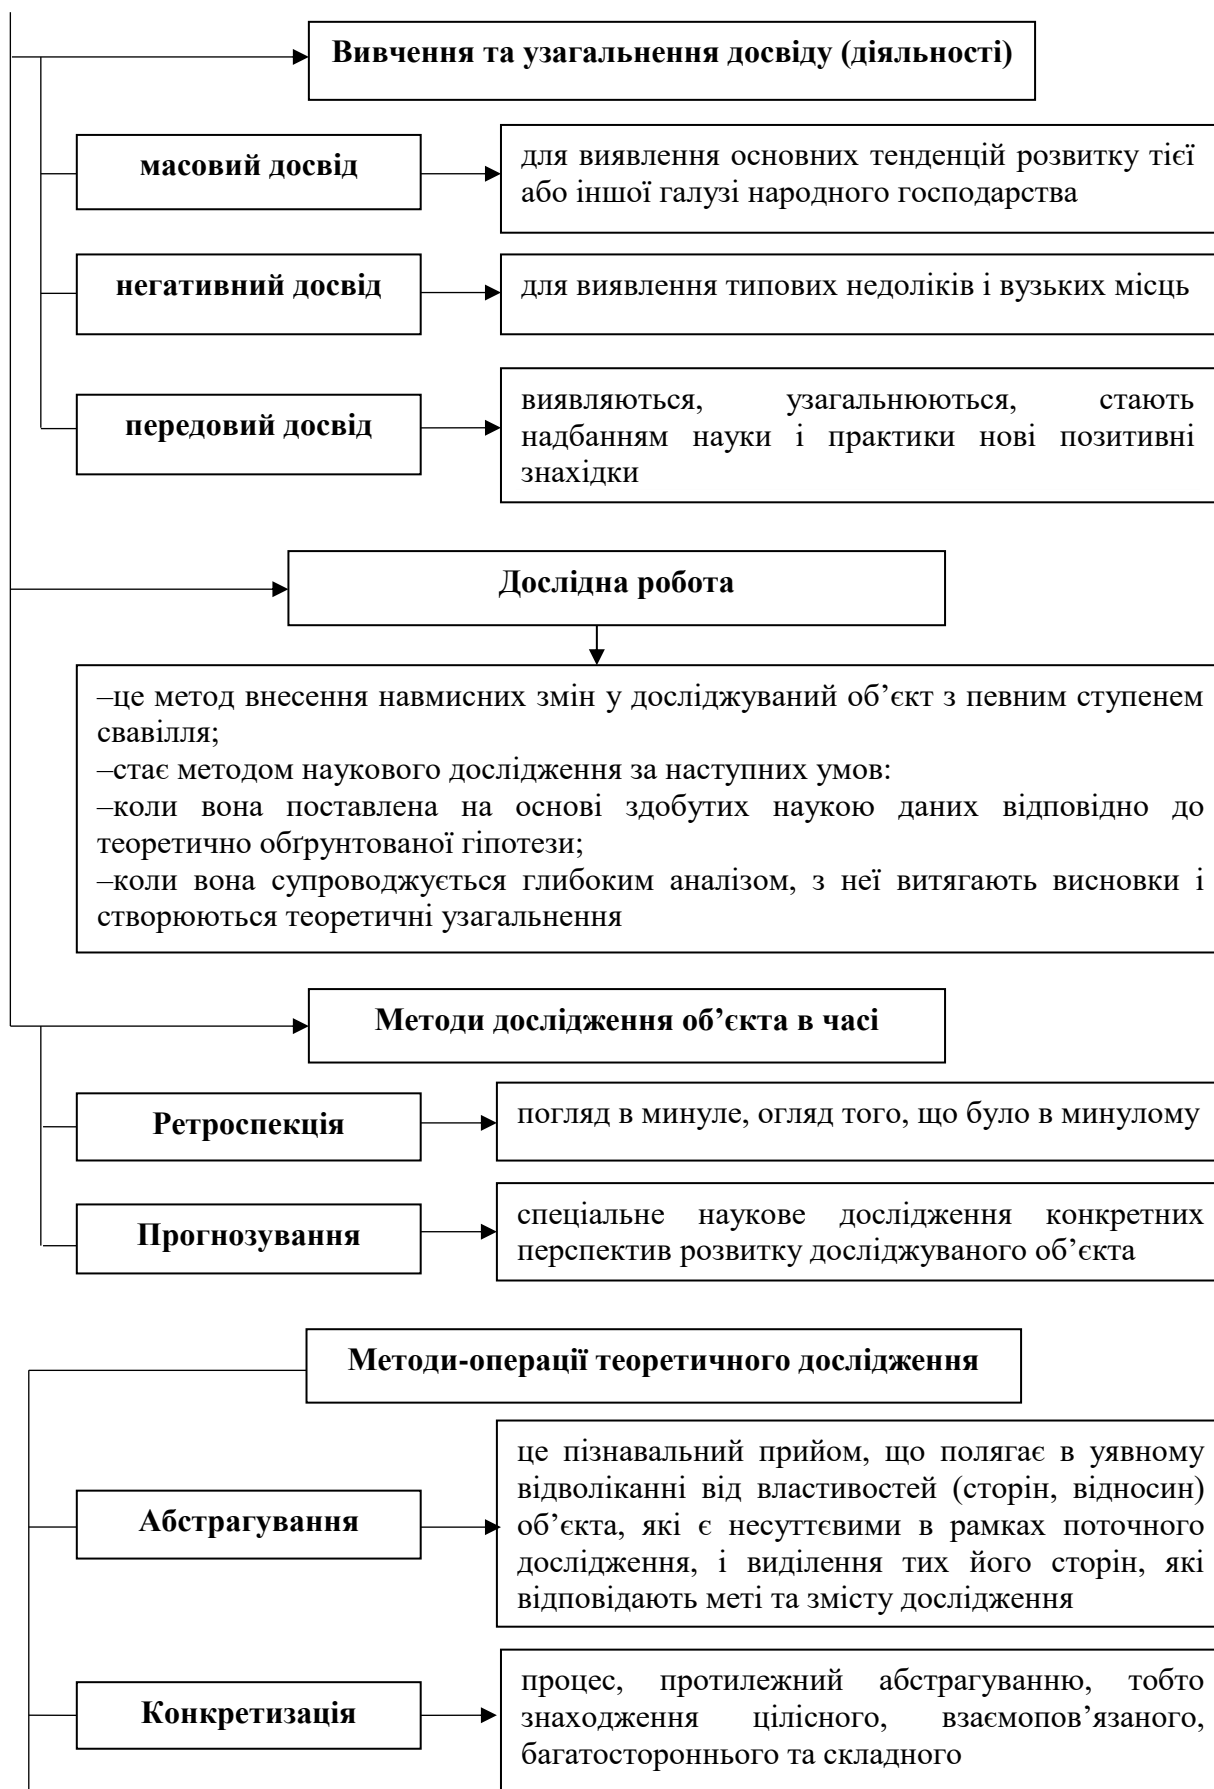 Вивчення та узагальнення досвіду (діяльності)
масовий досвід
для виявлення основних тенденцій розвитку тієї
або іншої галузі народного господарства
негативний досвід
для виявлення типових недоліків і вузьких місць
передовий досвід
виявляються, узагальнюються, стають
надбанням науки і практики нові позитивні
знахідки
Дослідна робота
–це метод внесення навмисних змін у досліджуваний об’єкт з певним ступенем
свавілля;
–стає методом наукового дослідження за наступних умов:
–коли вона поставлена на основі здобутих наукою даних відповідно до
теоретично обґрунтованої гіпотези;
–коли вона супроводжується глибоким аналізом, з неї витягають висновки і
створюються теоретичні узагальнення
Методи дослідження об’єкта в часі
Ретроспекція
погляд в минуле, огляд того, що було в минулому
Прогнозування
спеціальне наукове дослідження конкретних
перспектив розвитку досліджуваного об’єкта
Методи-операції теоретичного дослідження
Абстрагування
це пізнавальний прийом, що полягає в уявному
відволіканні від властивостей (сторін, відносин)
об’єкта, які є несуттєвими в рамках поточного
дослідження, і виділення тих його сторін, які
відповідають меті та змісту дослідження
Конкретизація
процес, протилежний абстрагуванню, тобто
знаходження цілісного, взаємопов’язаного,
багатостороннього та складного